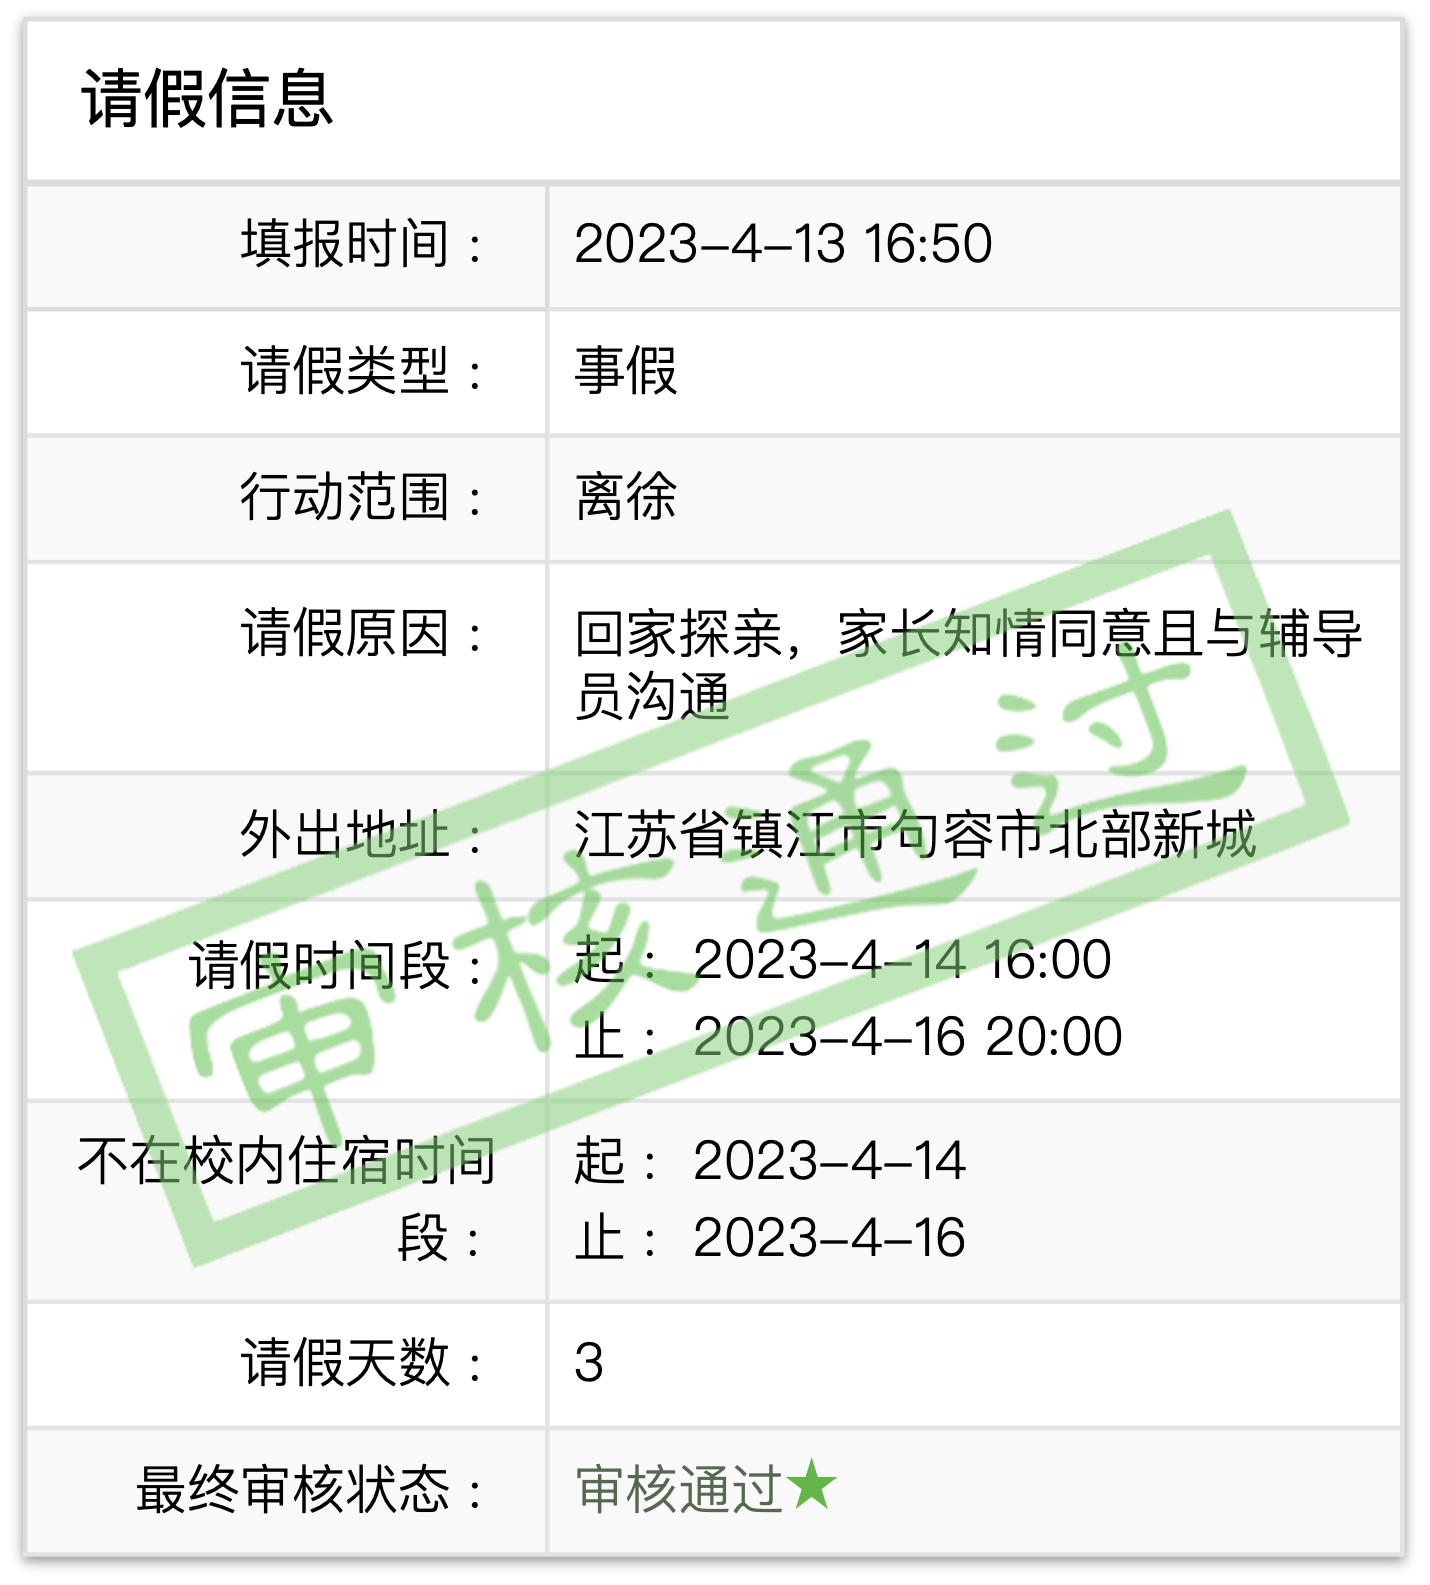 请假信息
填报时间： 2023-4-13 16:50
请假类型： 事假
行动范围： 离徐
请假原因： 回家探亲，家长知情同意且与辅导
员沟通
外出地址： 江苏省镇江市句容市北部新城
请假时间段： 起： 2023-4-14 16:00
止： 2023-4-16 20:00
不在校内住宿时间 起： 2023-4-14
段： 止： 2023-4-16
请假天数： 3
最终审核状态： 审核通过★
审核通过